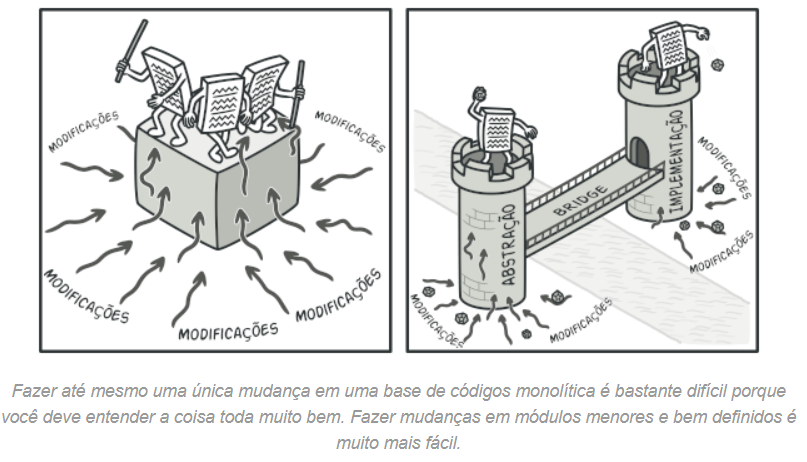 MODIFICAÇÕES
MODIFICAÇÕES
MODIFICAÇÕES
MODIFICAÇÕES
MODIFICAÇÕES
ABSTRAÇÃO
BRIDGE
IMPLEMENTAÇÃO
MODIFICAÇÕES
MODIFICAÇÕES
MODIFICAÇÕES
MODIFICAÇÕES
Fazer até mesmo uma única mudança em uma base de códigos monolítica é bastante difícil porque
você deve entender a coisa toda muito bem. Fazer mudanças em módulos menores e bem definidos é
muito mais fácil.